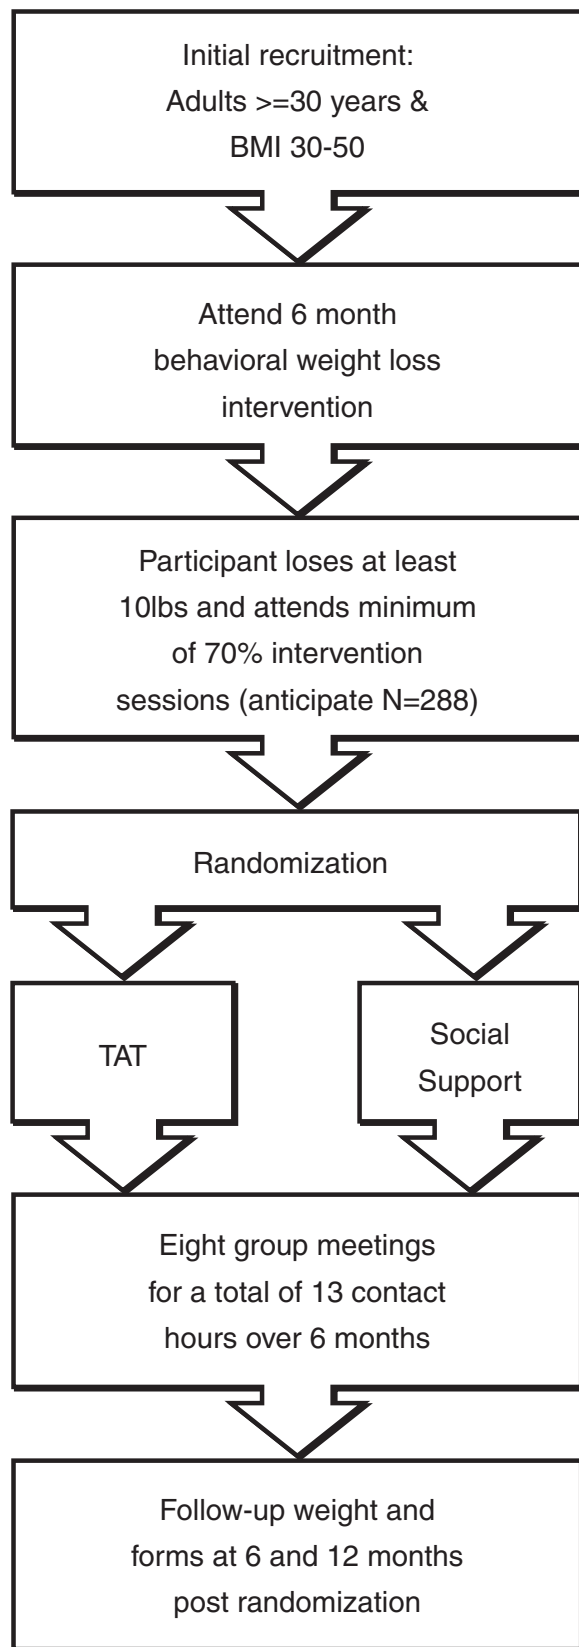 Initial recruitment:
Adults >=30 years &
BMI 30-50
Attend 6 month
behavioral weight loss
intervention
Participant loses at least
10lbs and attends minimum
of 70% intervention
sessions (anticipate N=288)
Randomization
TAT
Social
Support
Eight group meetings
for a total of 13 contact
hours over 6 months
Follow-up weight and
forms at 6 and 12 months
post randomization